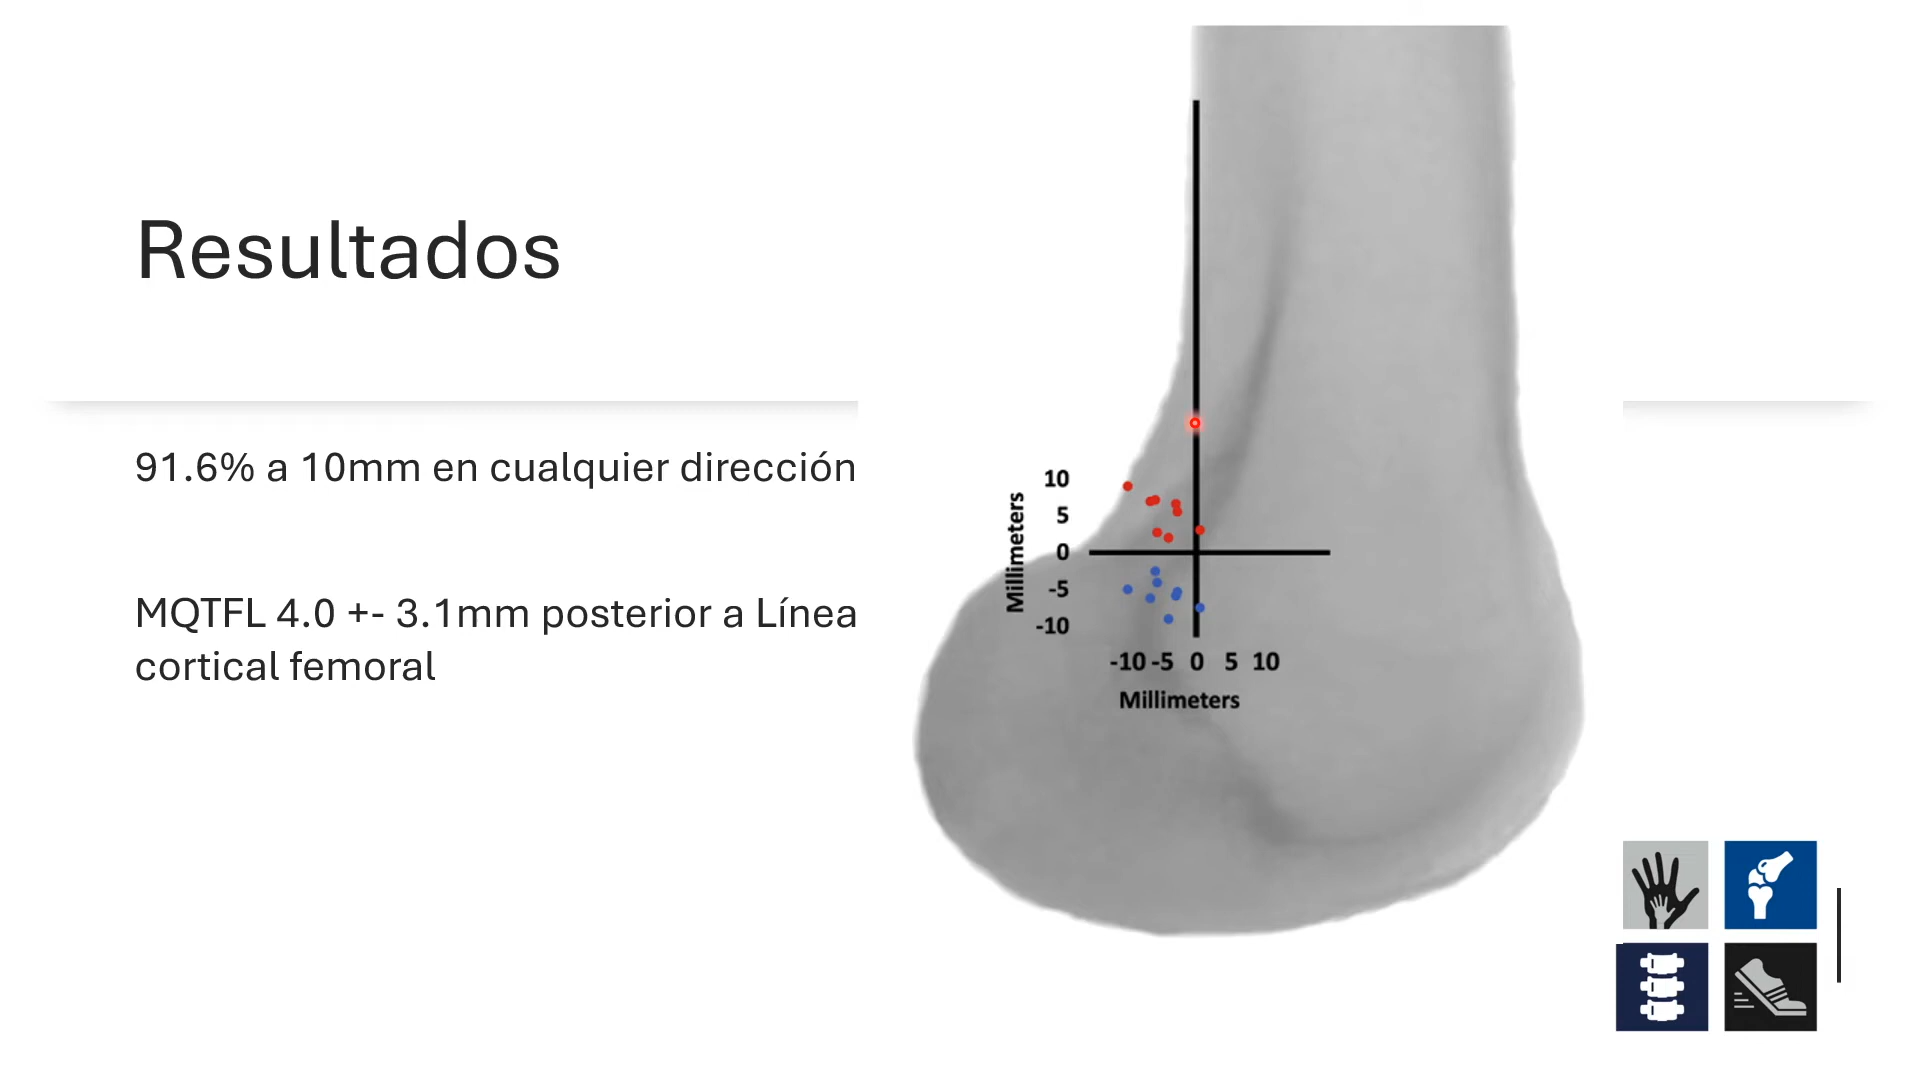 Resultados
91.6% a 10mm en cualquier dirección
MQTFL 4.0 +- 3.1mm posterior a Línea
cortical femoral
Millimeters
10
5
0
-5
-10
-10 -5 0 5 10
Millimeters